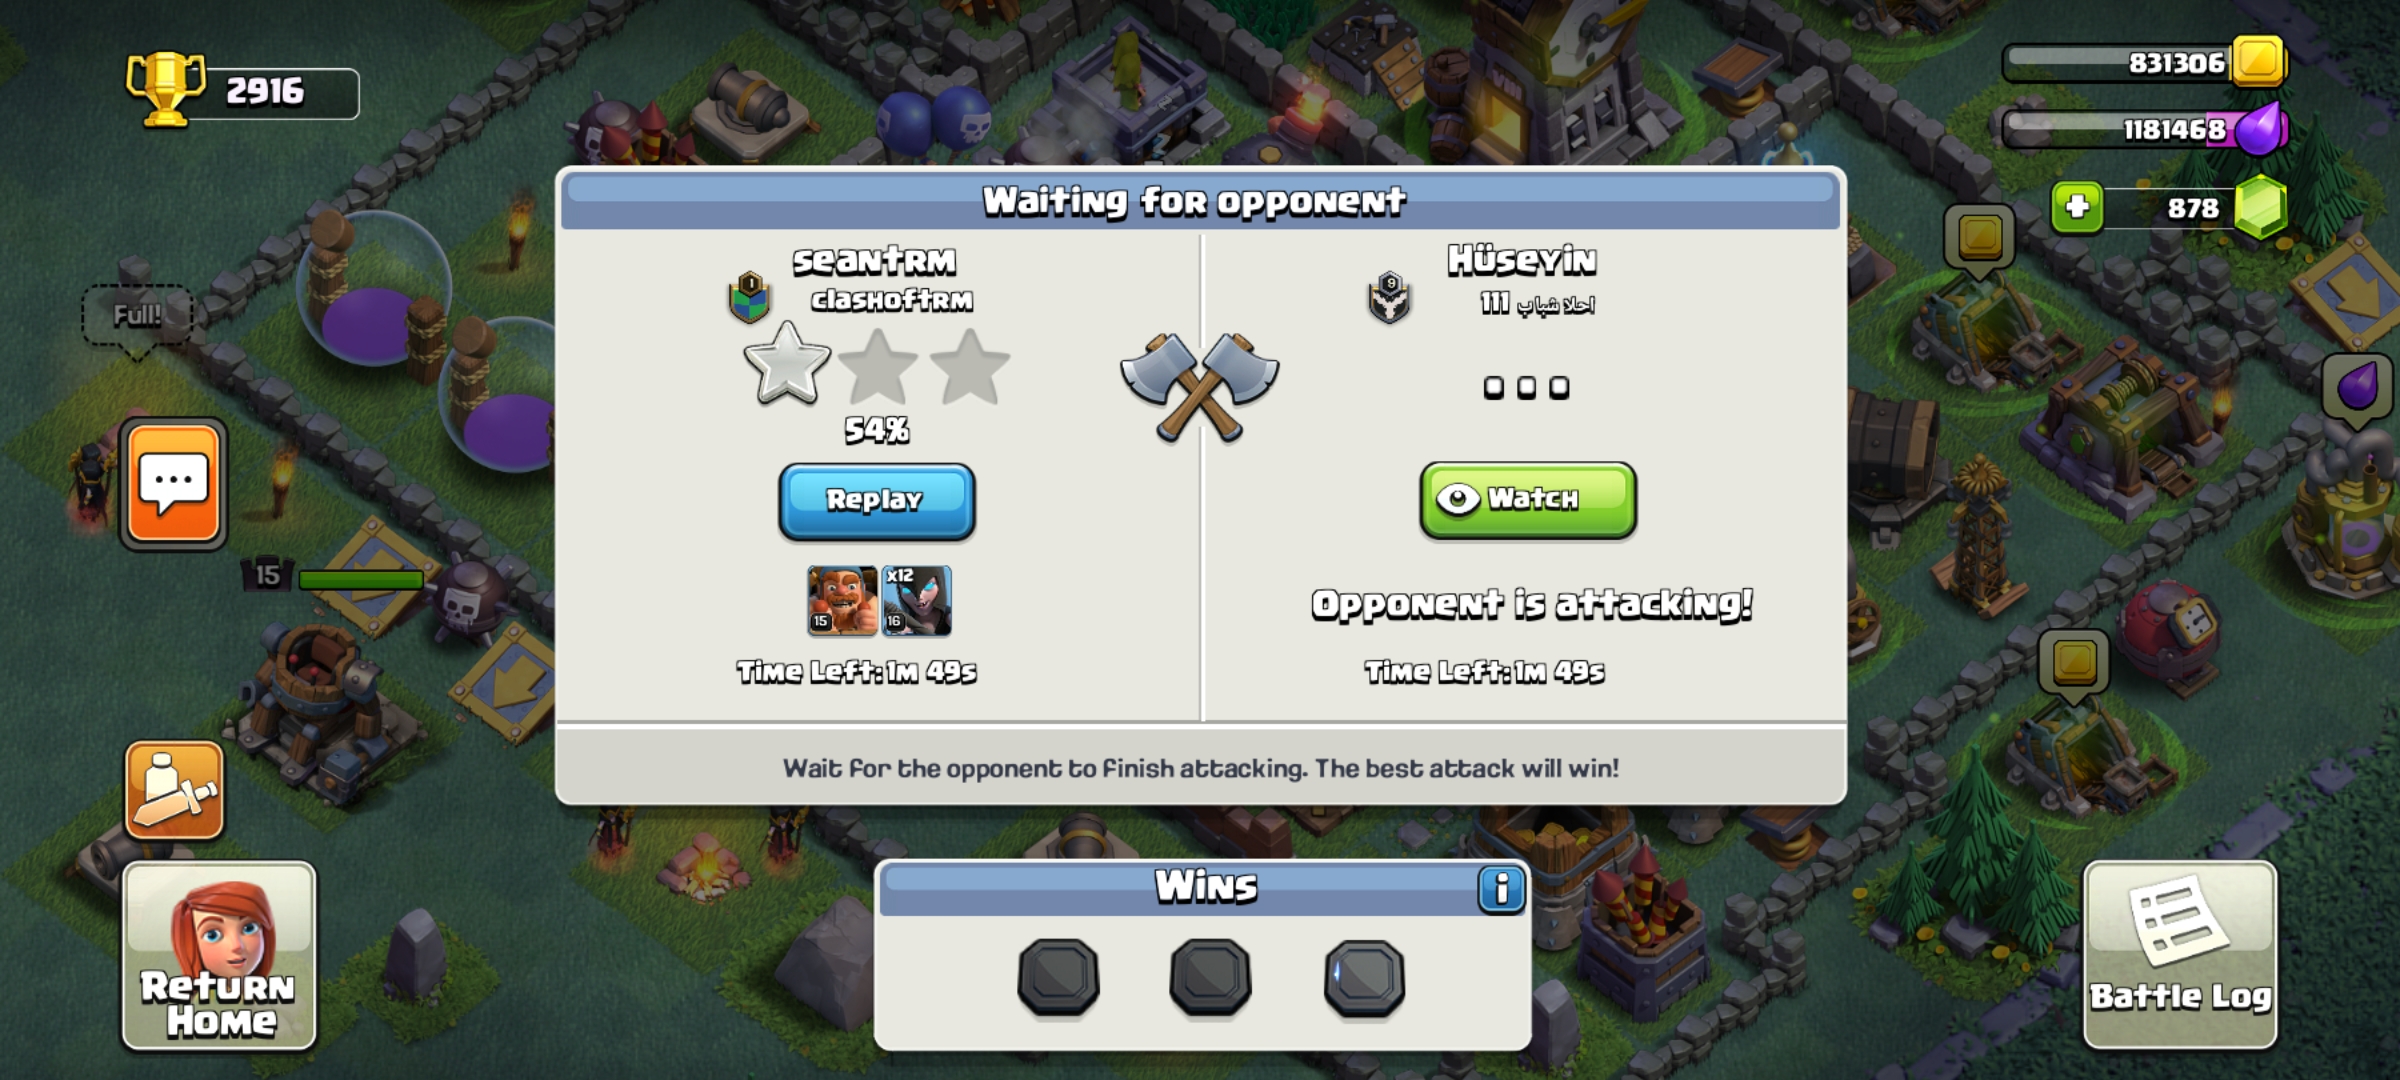 2916
831306
1181468
878
Full!
15
Waiting for opponent
seantrm
1
clashoftrm
54%
Replay
x12
15
16
Time Left:1m 49s
Hüseyin
9
احلا شباب 111
Watch
Opponent is attacking!
Time Left:1m 49s
Wait for the opponent to finish attacking. The best attack will win!
Wins
i
Return
Home
Battle Log